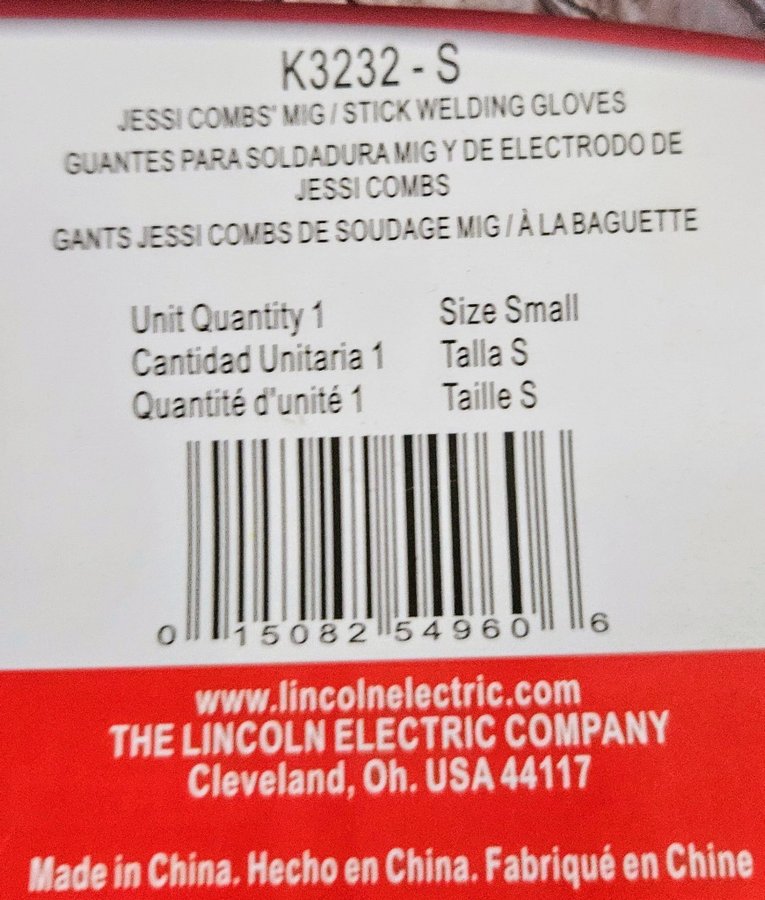 K3232 - S
JESSI COMBS' MIG / STICK WELDING GLOVES
GUANTES PARA SOLDADURA MIG Y DE ELECTRODO DE
JESSI COMBS
GANTS JESSI COMBS DE SOUDAGE MIG / À LA BAGUETTE
Unit Quantity 1 Size Small
Cantidad Unitaria 1 Talla S
Quantité d'unité 1 Taille S
0 15082 54960 6
www.lincolnelectric.com
THE LINCOLN ELECTRIC COMPANY
Cleveland, Oh. USA 44117
Made in China. Hecho en China. Fabriqué en Chine